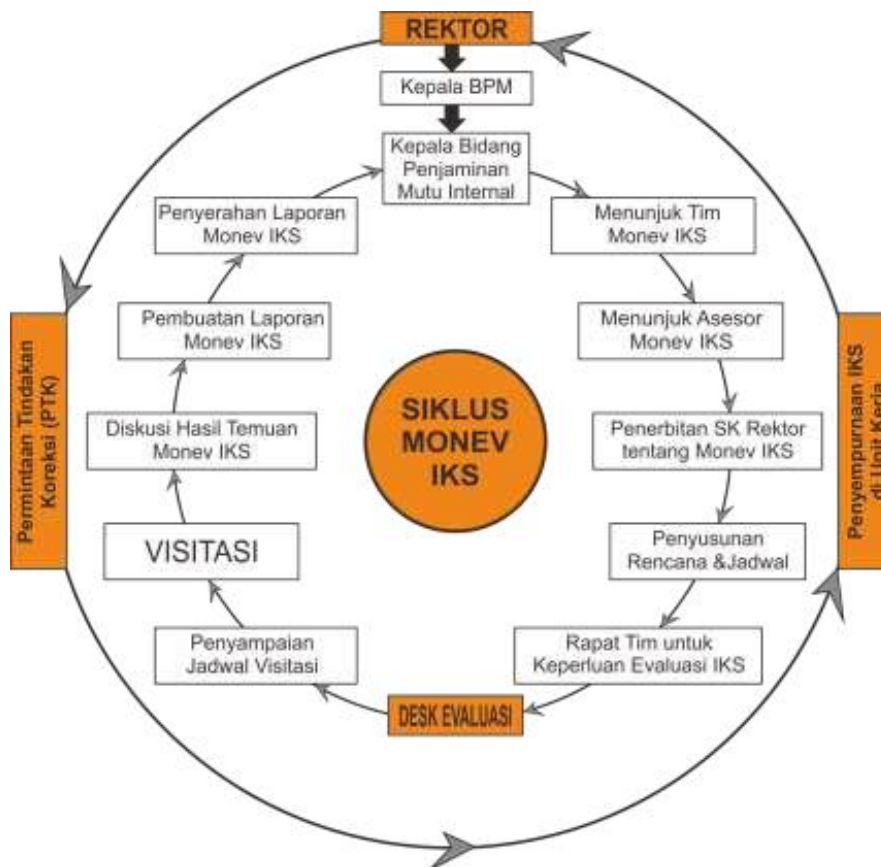 REKTOR
Kepala BPM
Kepala Bidang
Penjaminan
Mutu Internal
Menunjuk Tim
Monev IKS
Menunjuk Asesor
Monev IKS
Penerbitan SK Rektor
tentang Monev IKS
Penyusunan
Rencana &Jadwal
Rapat Tim untuk
Keperluan Evaluasi IKS
DESK EVALUASI
Penyampaian
Jadwal Visitasi
VISITASI
Diskusi Hasil Temuan
Monev IKS
Pembuatan Laporan
Monev IKS
Penyerahan Laporan
Monev IKS
SIKLUS
MONEV
IKS
Permintaan Tindakan
Koreksi (PTK)
Penyempurnaan IKS
di Unit Kerja